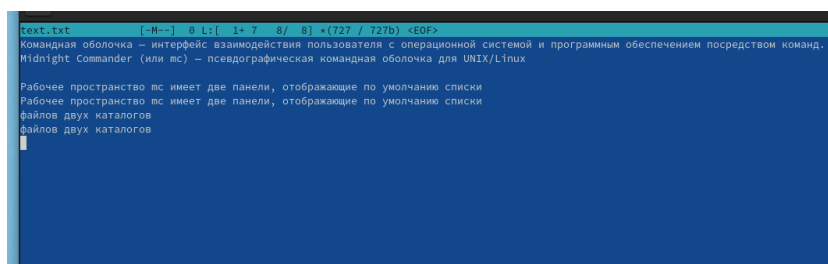 text.txt [-M--] 0 L:[ 1+ 7 8/ 8] *(727 / 727b) <EOF>
Командная оболочка — интерфейс взаимодействия пользователя с операционной системой и программным обеспечением посредством команд.
Midnight Commander (или mc) — псевдографическая командная оболочка для UNIX/Linux
Рабочее пространство mc имеет две панели, отображающие по умолчанию списки
Рабочее пространство mc имеет две панели, отображающие по умолчанию списки
файлов двух каталогов
файлов двух каталогов